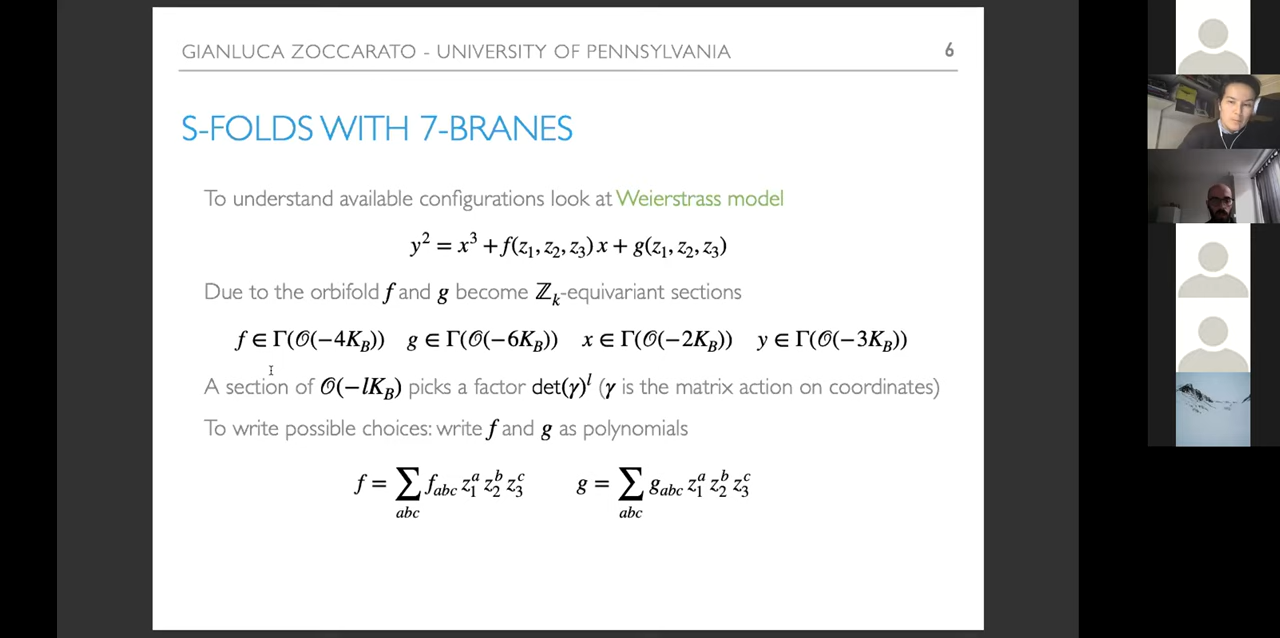 GIANLUCA ZOCCARATO - UNIVERSITY OF PENNSYLVANIA 6
S-FOLDS WITH 7-BRANES
To understand available configurations look at Weierstrass model
y² = x³ + f(z₁, z₂, z₃) x + g(z₁, z₂, z₃)
Due to the orbifold f and g become ℤₖ-equivariant sections
f ∈ Γ(𝒪(−4K_B)) g ∈ Γ(𝒪(−6K_B)) x ∈ Γ(𝒪(−2K_B)) y ∈ Γ(𝒪(−3K_B))
A section of 𝒪(−lK_B) picks a factor det(γ)ˡ (γ is the matrix action on coordinates)
To write possible choices: write f and g as polynomials
f = ∑_{abc} f_{abc} z₁ᵃ z₂ᵇ z₃ᶜ g = ∑_{abc} g_{abc} z₁ᵃ z₂ᵇ z₃ᶜ